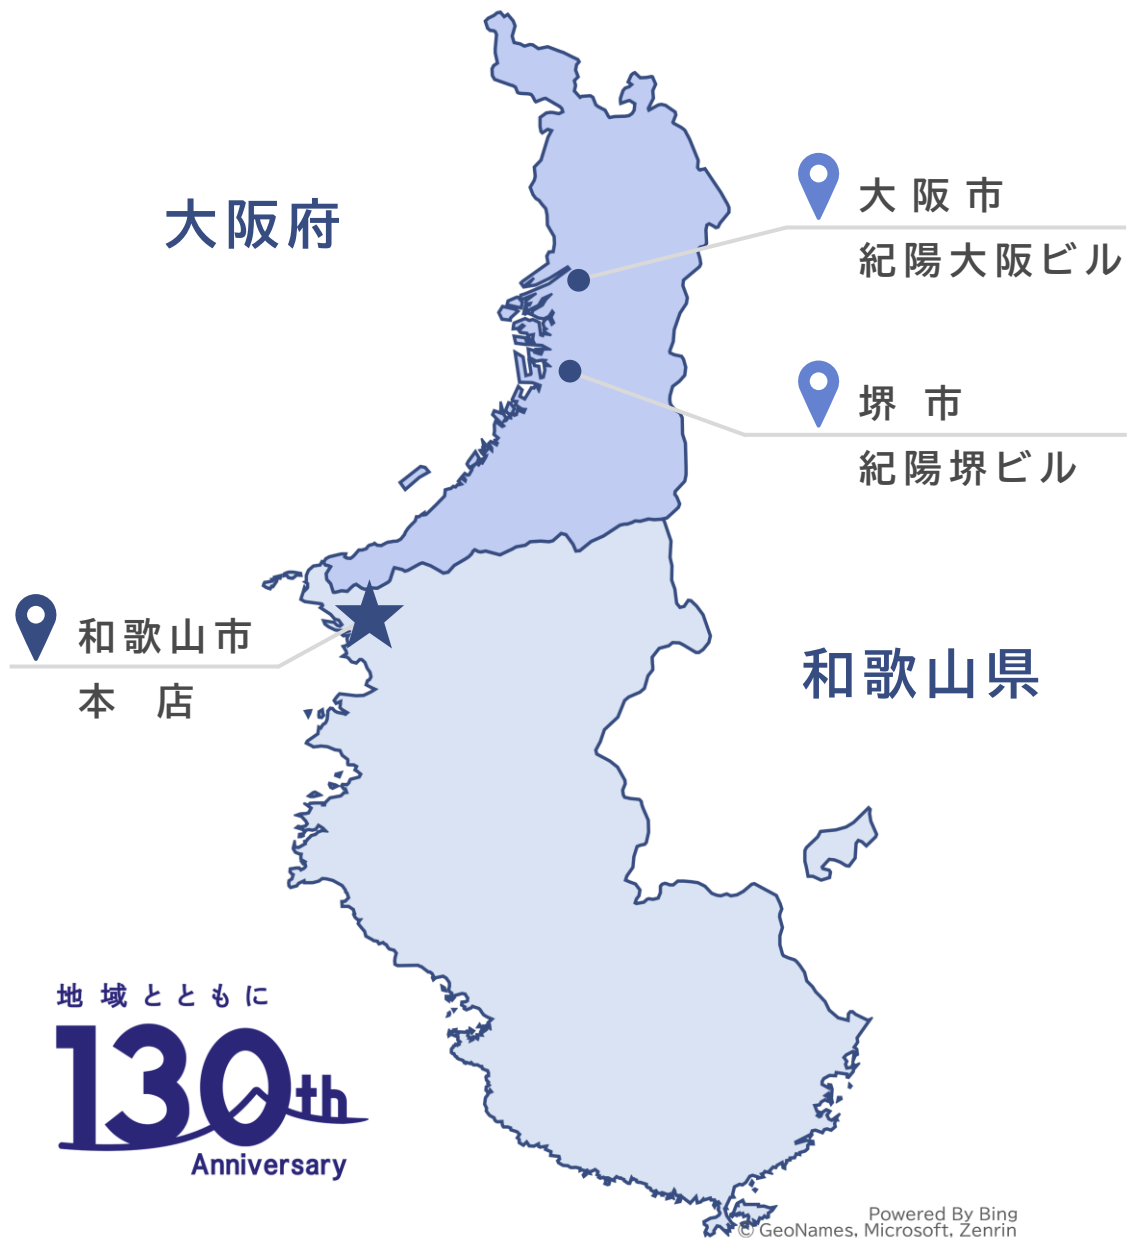 大阪府
大阪市
紀陽大阪ビル
堺市
紀陽堺ビル
和歌山市
本店
和歌山県
地域とともに
130th
Anniversary
Powered By Bing
© GeoNames, Microsoft, Zenrin